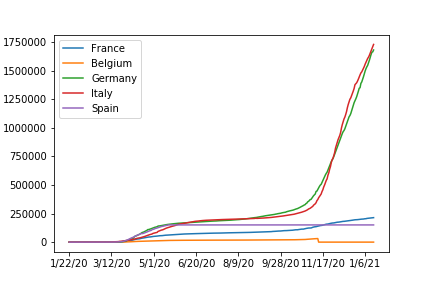 1750000
1500000
1250000
1000000
750000
500000
250000
0
France
Belgium
Germany
Italy
Spain
1/22/20 3/12/20 5/1/20 6/20/20 8/9/20 9/28/20 11/17/20 1/6/21